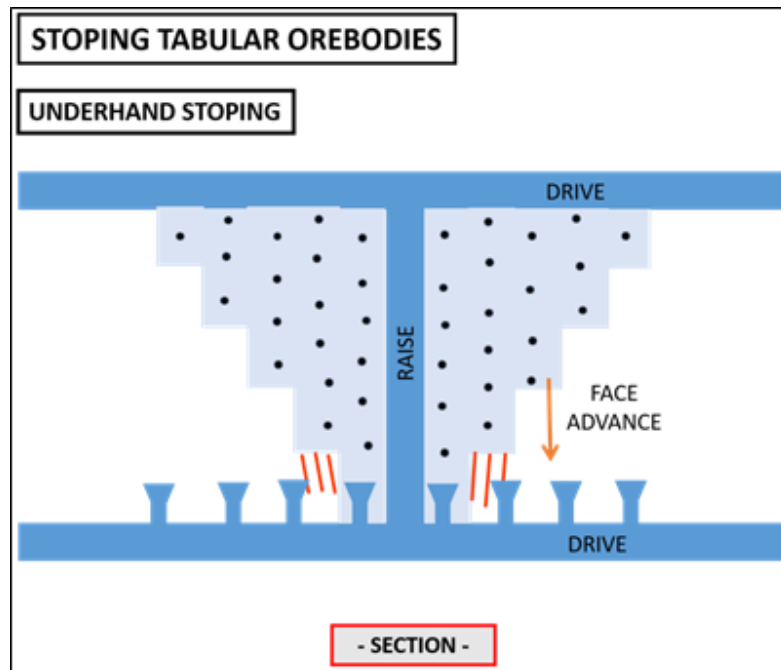 STOPING TABULAR OREBODIES
UNDERHAND STOPING
DRIVE
RAISE
FACE
ADVANCE
DRIVE
- SECTION -